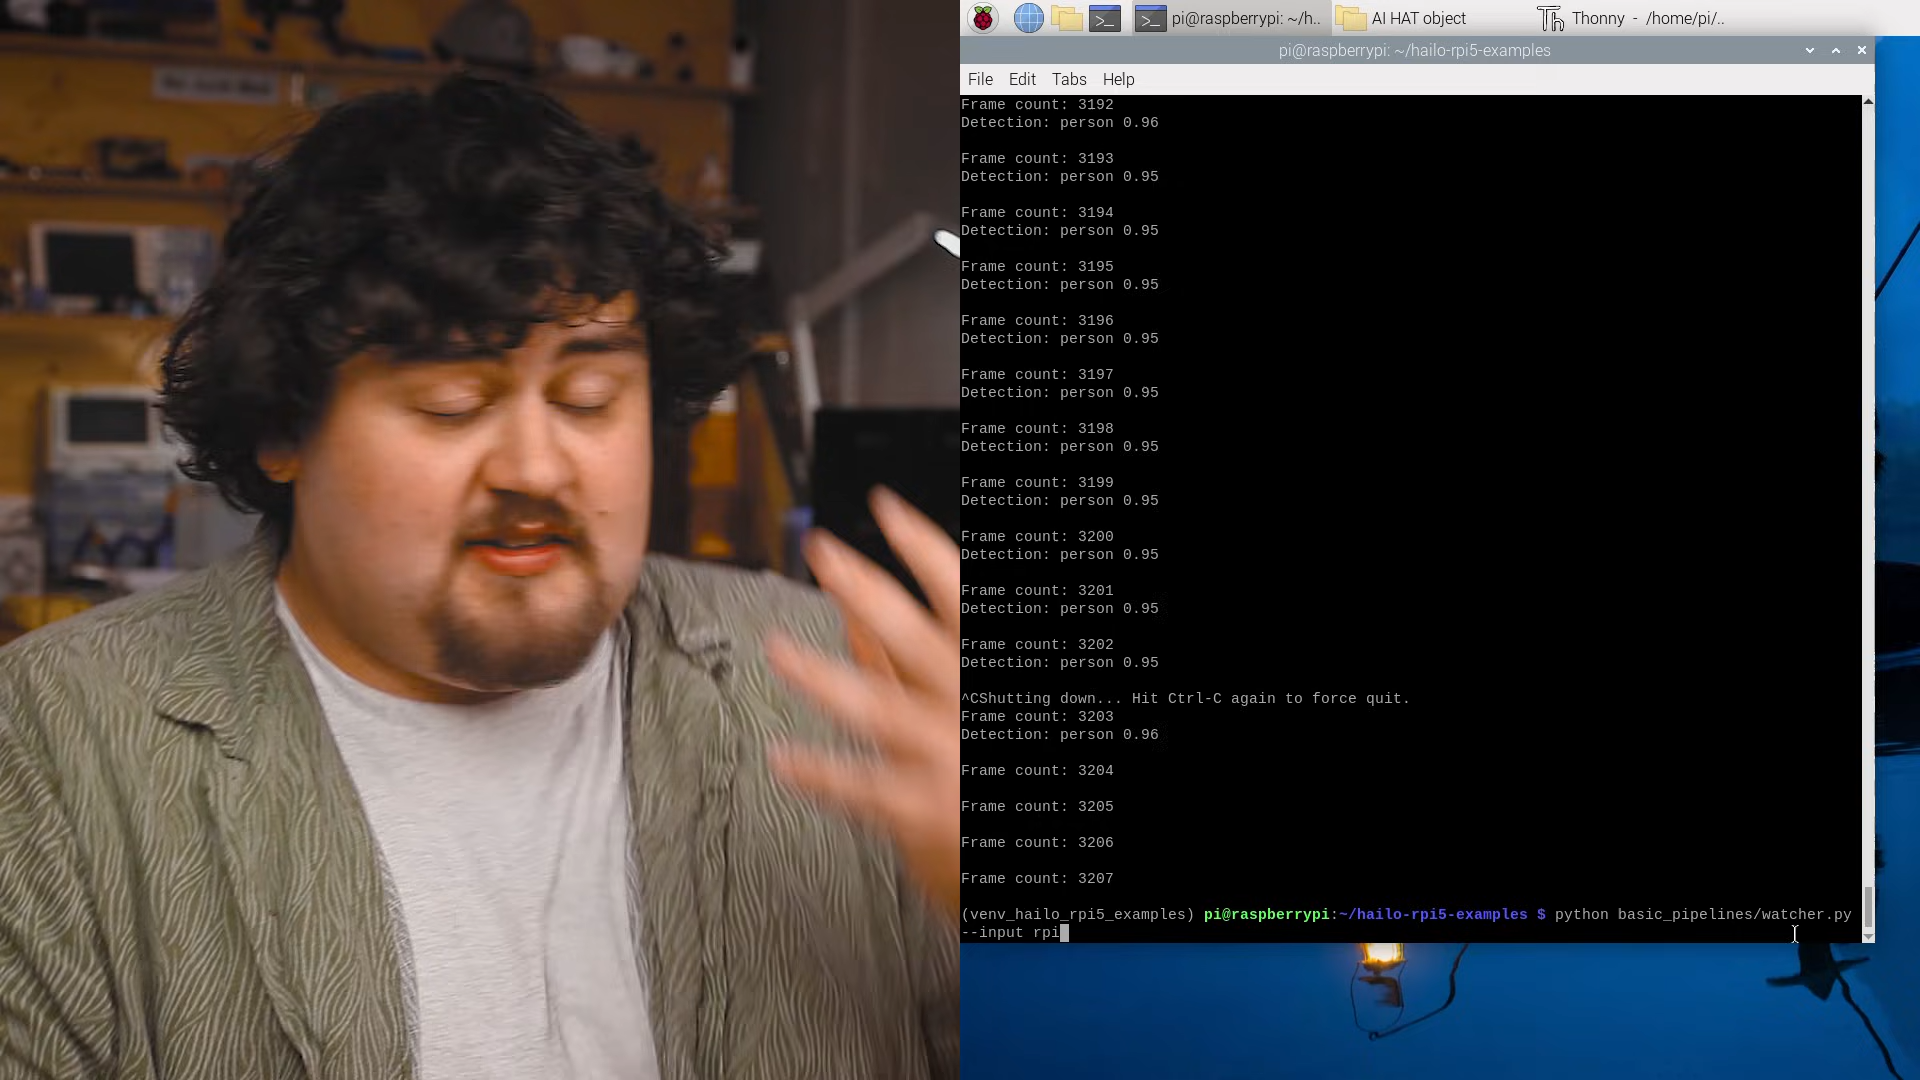 pi@raspberrypi: ~/h..
AI HAT object
Thonny - /home/pi/..
pi@raspberrypi: ~/hailo-rpi5-examples
File Edit Tabs Help
Frame count: 3192
Detection: person 0.96
Frame count: 3193
Detection: person 0.95
Frame count: 3194
Detection: person 0.95
Frame count: 3195
Detection: person 0.95
Frame count: 3196
Detection: person 0.95
Frame count: 3197
Detection: person 0.95
Frame count: 3198
Detection: person 0.95
Frame count: 3199
Detection: person 0.95
Frame count: 3200
Detection: person 0.95
Frame count: 3201
Detection: person 0.95
Frame count: 3202
Detection: person 0.95
^CShutting down... Hit Ctrl-C again to force quit.
Frame count: 3203
Detection: person 0.96
Frame count: 3204
Frame count: 3205
Frame count: 3206
Frame count: 3207
(venv_hailo_rpi5_examples) pi@raspberrypi:~/hailo-rpi5-examples $ python basic_pipelines/watcher.py
--input rpi